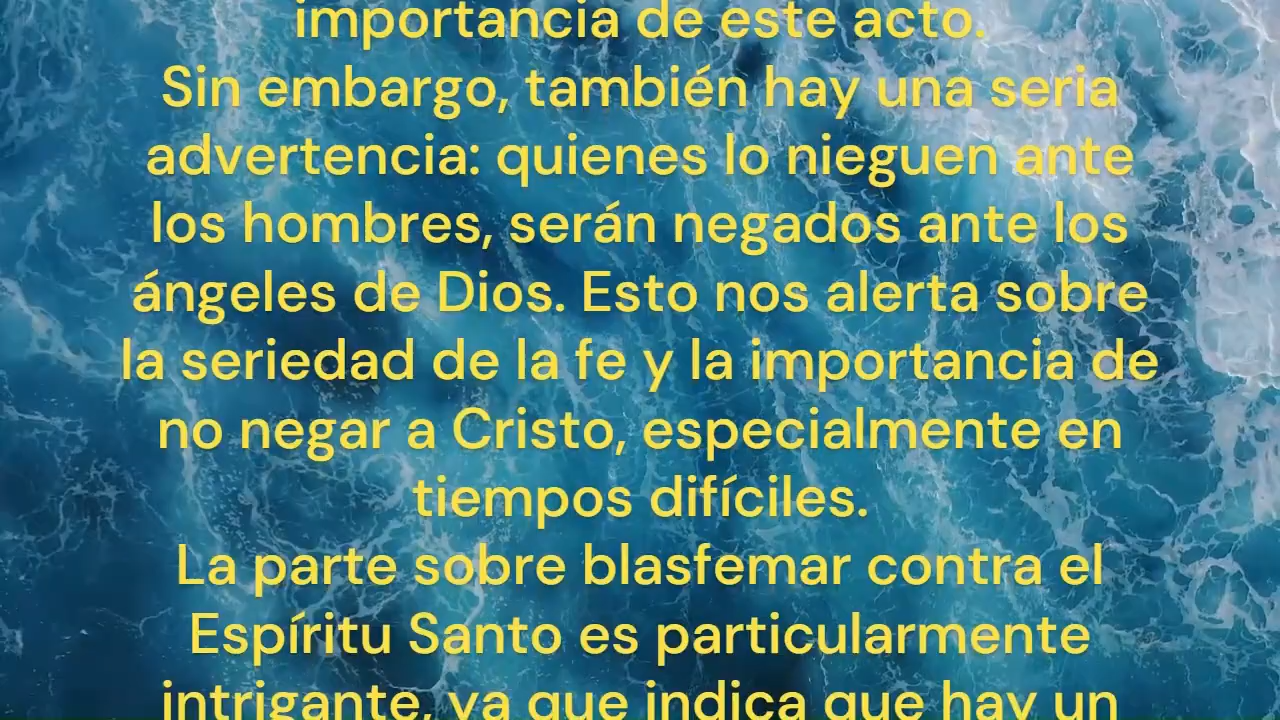 importancia de este acto.
Sin embargo, también hay una seria
advertencia: quienes lo nieguen ante
los hombres, serán negados ante los
ángeles de Dios. Esto nos alerta sobre
la seriedad de la fe y la importancia de
no negar a Cristo, especialmente en
tiempos difíciles.
La parte sobre blasfemar contra el
Espíritu Santo es particularmente
intrigante, ya que indica que hay un